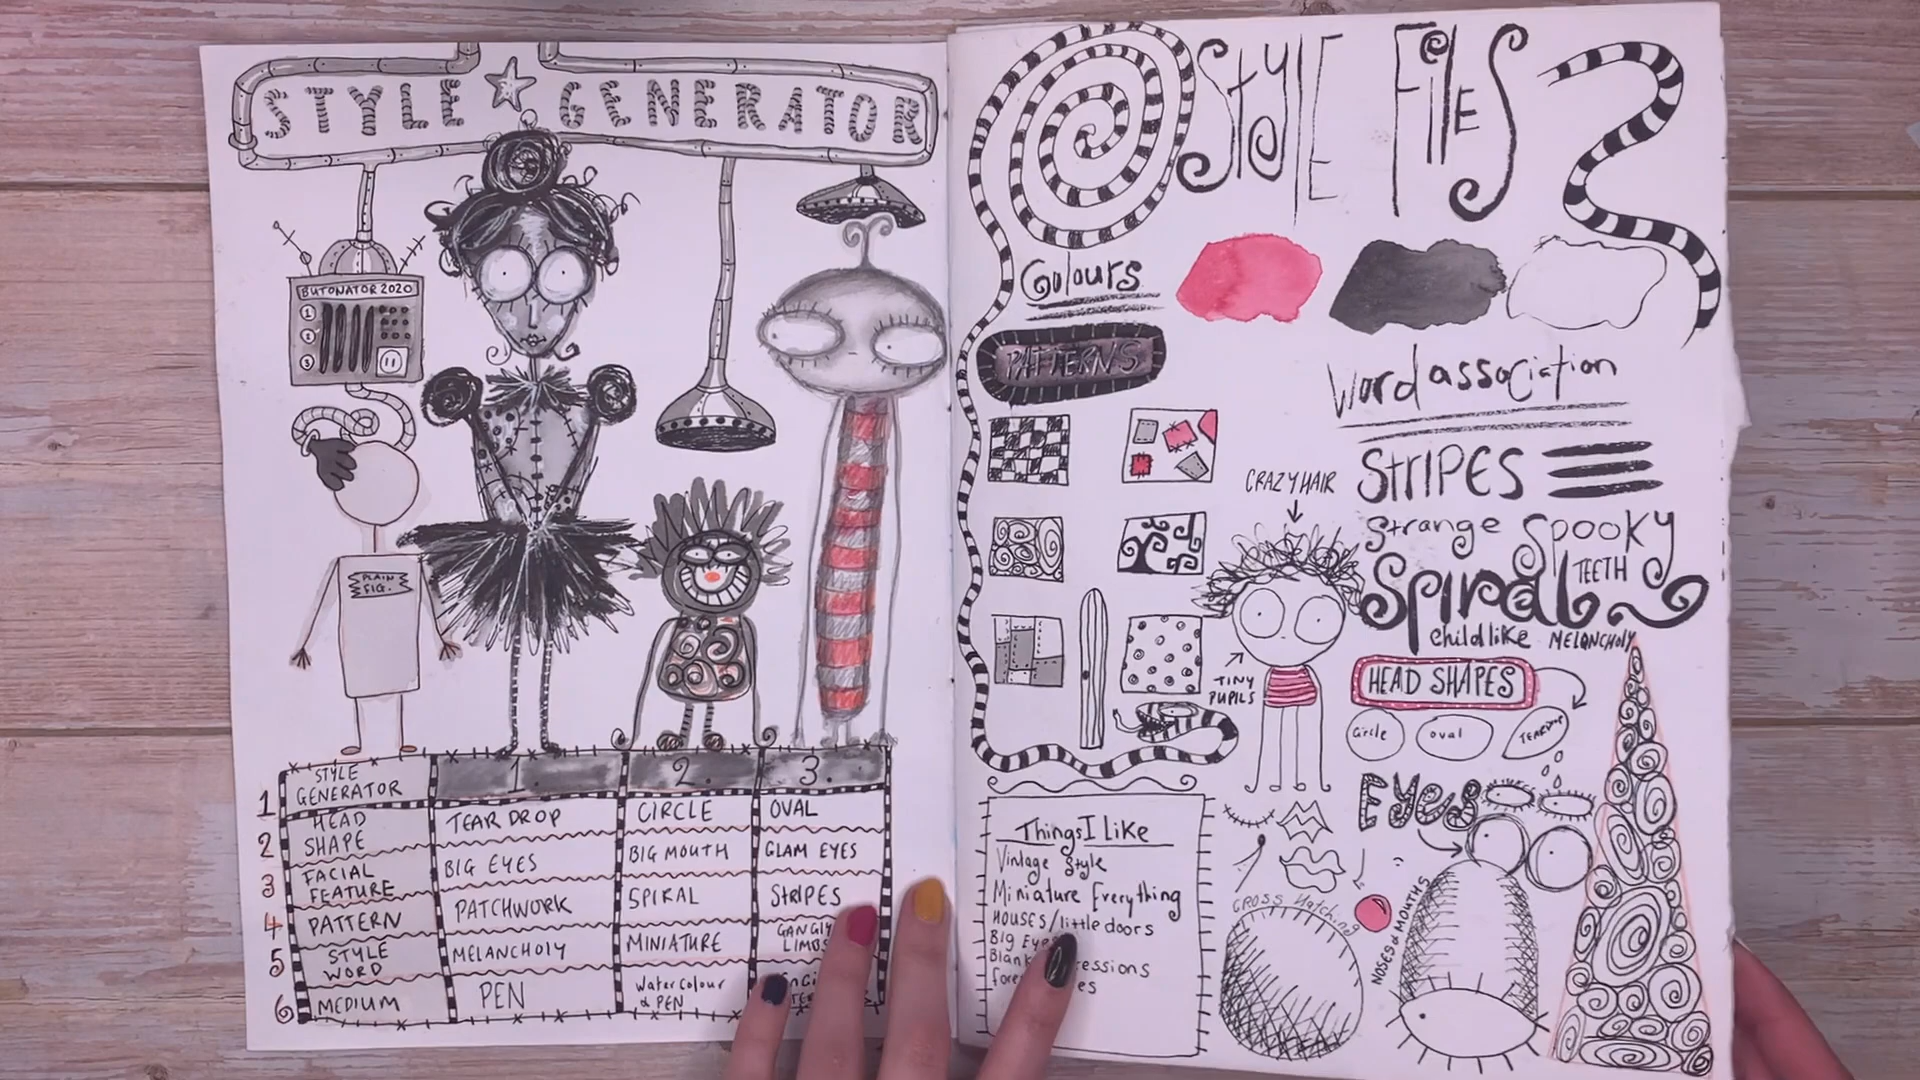 STYLE GENERATOR
BUTONATOR 2020
1
2
3
PLAIN
FIG.
STYLE
GENERATOR
1.
2.
3.
1
HEAD
SHAPE
TEAR DROP
CIRCLE
OVAL
2
FACIAL
FEATURE
BIG EYES
BIG MOUTH
GLAM EYES
3
PATTERN
PATCHWORK
SPIRAL
STRIPES
4
STYLE
WORD
MELANCHOLY
MINIATURE
GANGLY
LIMBS
5
MEDIUM
PEN
Water colour
& PEN
6
STYLE FILES
Colours
PATTERNS
Word association
STRIPES
CRAZY HAIR
Strange Spooky
Spiral TEETH
childlike MELONCHOLY
TINY
PUPILS
HEAD SHAPES
Circle
oval
TEARDROP
EYES
Things I Like
Vintage Style
Miniature Everything
HOUSES/little doors
Big
Blank
CROSS Hatching
NOSES & MOUTHS